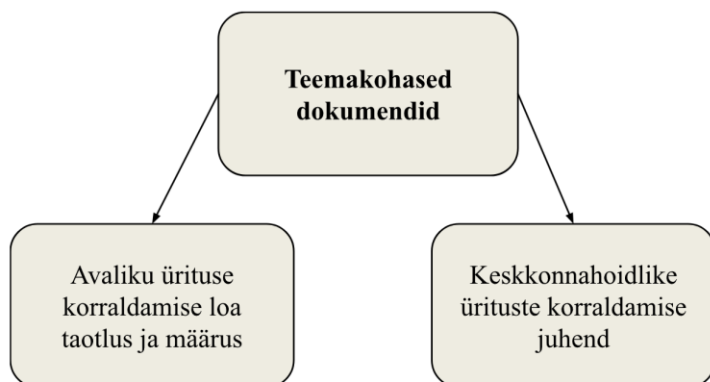 Teemakohased
dokumendid
Avaliku ürituse
korraldamise loa
taotlus ja määrus
Keskkonnahoidlike
ürituste korraldamise
juhend